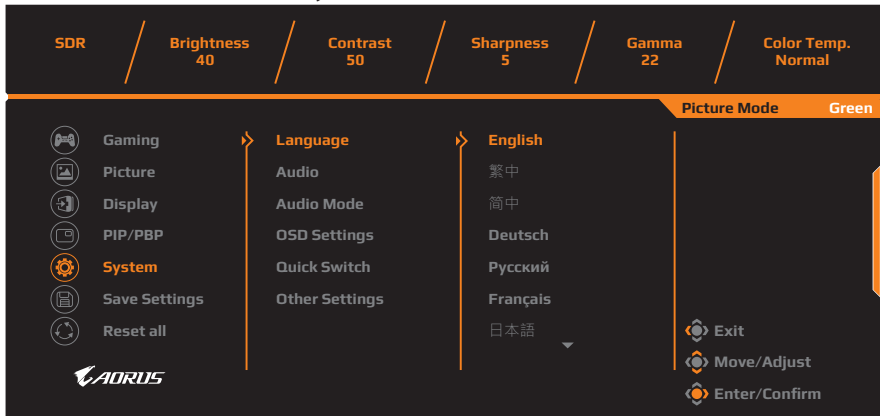 SDR Brightness Contrast Sharpness Gamma Color Temp.
40 50 5 22 Normal
Picture Mode Green
Gaming Language English
Picture Audio 繁中
Display Audio Mode 简中
PIP/PBP OSD Settings Deutsch
System Quick Switch Русский
Save Settings Other Settings Français
Reset all 日本語
Exit
Move/Adjust
AORUS
Enter/Confirm